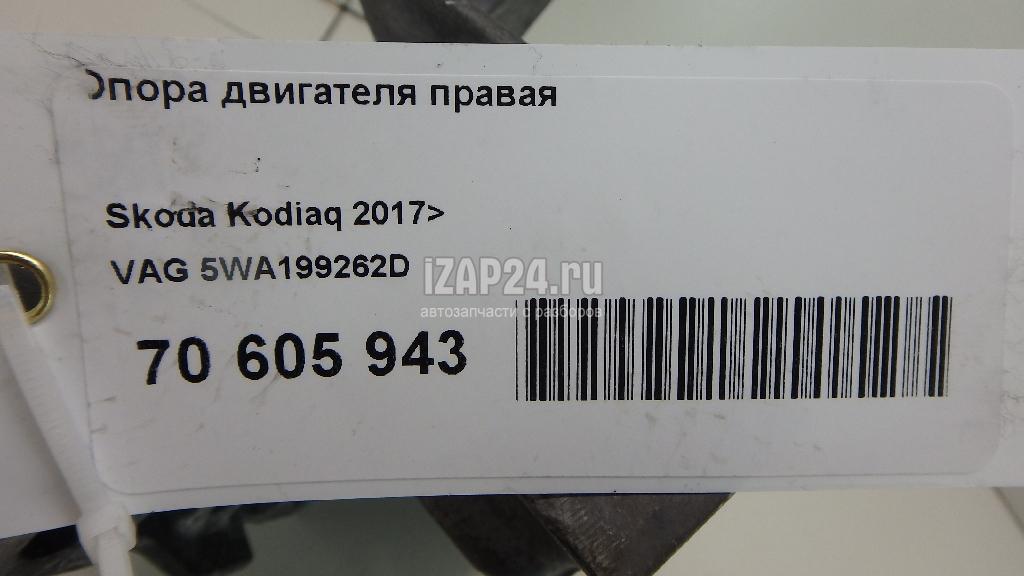 Опора двигателя правая
Skoda Kodiaq 2017>
VAG 5WA199262D
iZAP24.ru
автозапчасти с разборов
70 605 943